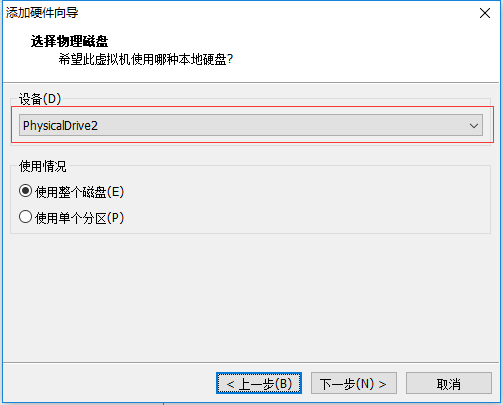 添加硬件向导
选择物理磁盘
希望此虚拟机使用哪种本地硬盘?
设备(D)
PhysicalDrive2
使用情况
使用整个磁盘(E)
使用单个分区(P)
< 上一步(B)
下一步(N) >
取消